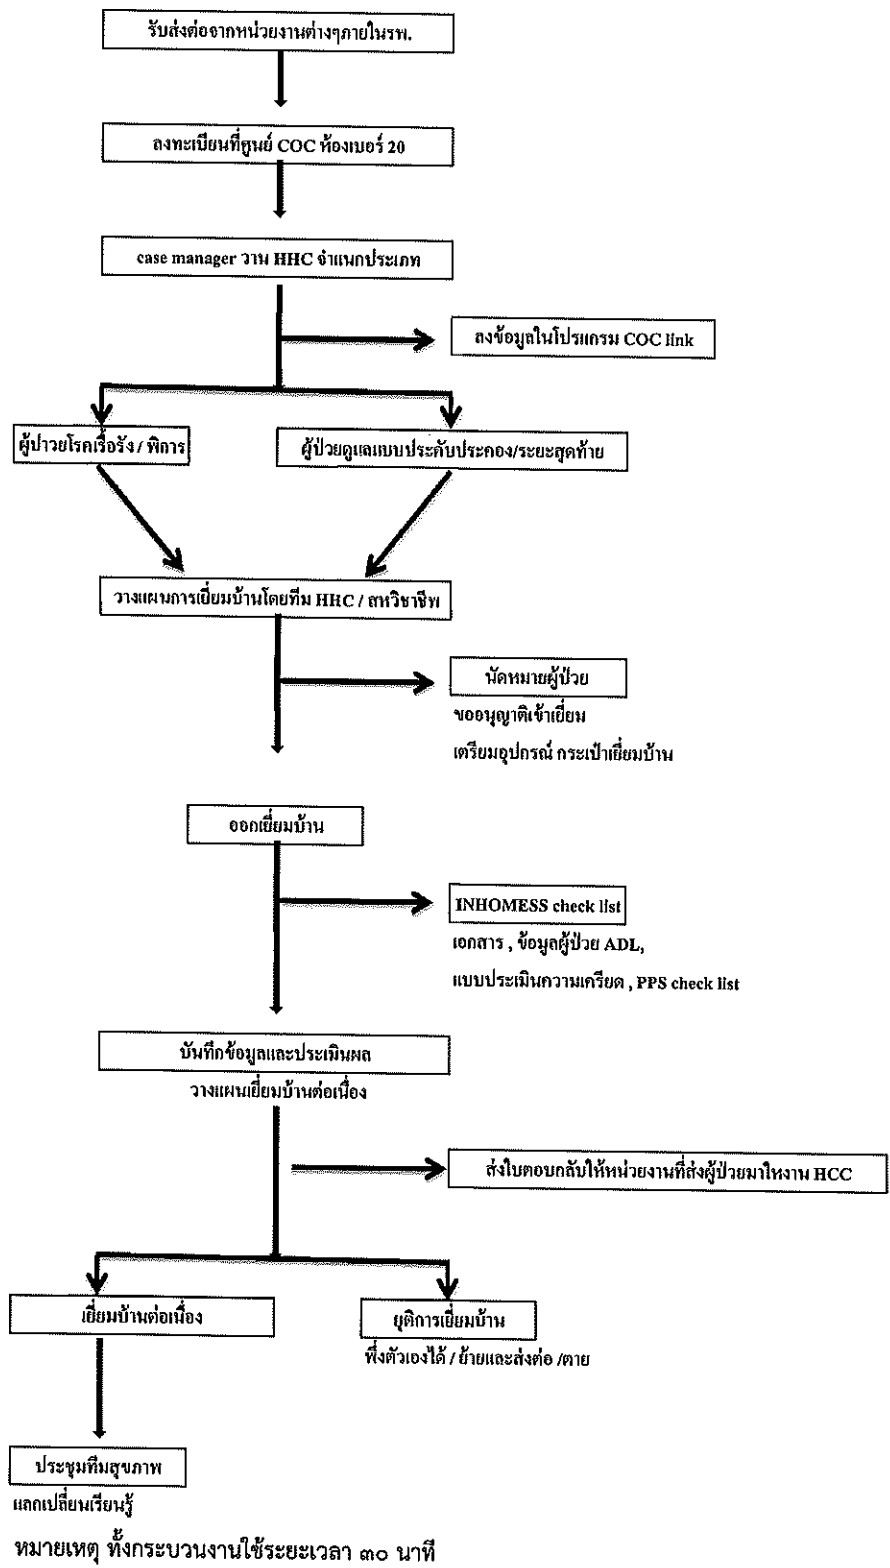 รับส่งต่อจากหน่วยงานต่างๆภายในรพ.
ลงทะเบียนที่ศูนย์ COC ห้องเบอร์ 20
case manager วาน HHC จำแนกประเภท
ลงข้อมูลในโปรแกรม COC link
ผู้ป่วยโรคเรื้อรัง / พิการ
ผู้ป่วยดูแลแบบประคับประคอง/ระยะสุดท้าย
วางแผนการเยี่ยมบ้านโดยทีม HHC / สหวิชาชีพ
นัดหมายผู้ป่วย
ขออนุญาติเข้าเยี่ยม
เตรียมอุปกรณ์ กระเป๋าเยี่ยมบ้าน
ออกเยี่ยมบ้าน
INHOMESS check list
เอกสาร , ข้อมูลผู้ป่วย ADL,
แบบประเมินความเครียด , PPS check list
บันทึกข้อมูลและประเมินผล
วางแผนเยี่ยมบ้านต่อเนื่อง
ส่งใบตอบกลับให้หน่วยงานที่ส่งผู้ป่วยมาให้งาน HCC
เยี่ยมบ้านต่อเนื่อง
ยุติการเยี่ยมบ้าน
พึ่งตัวเองได้ / ย้ายและส่งต่อ /ตาย
ประชุมทีมสุขภาพ
แลกเปลี่ยนเรียนรู้
หมายเหตุ ทั้งกระบวนงานใช้ระยะเวลา ๓๐ นาที